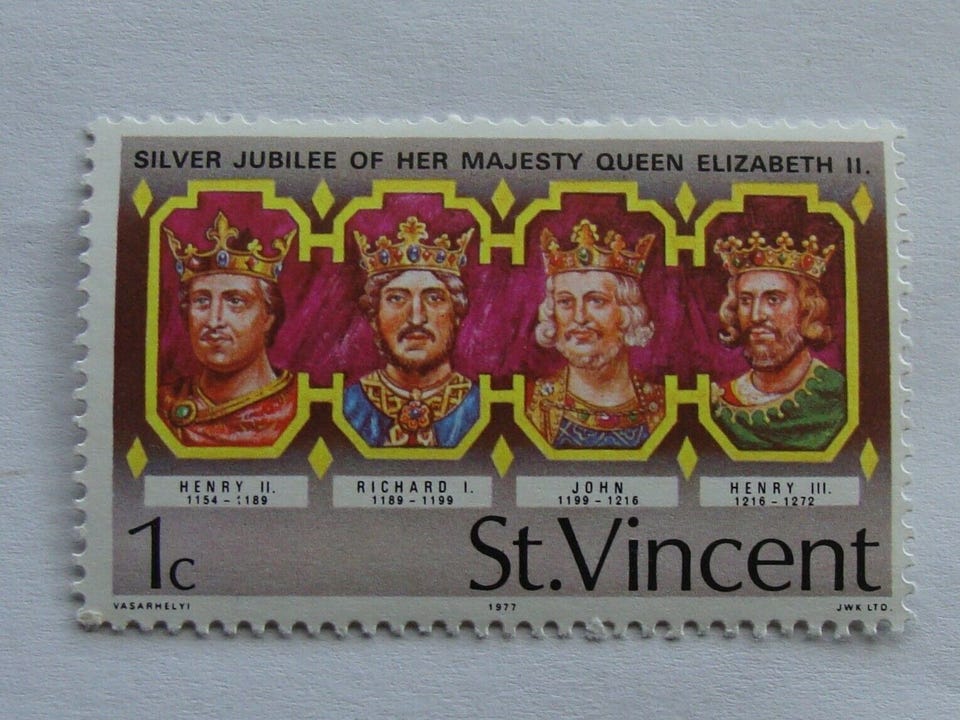 SILVER JUBILEE OF HER MAJESTY QUEEN ELIZABETH II.
HENRY II. RICHARD I. JOHN HENRY III.
1154 - 1189 1189 - 1199 1199 - 1216 1216 - 1272
1c St.Vincent
VASARHELYI 1977 JWK LTD.